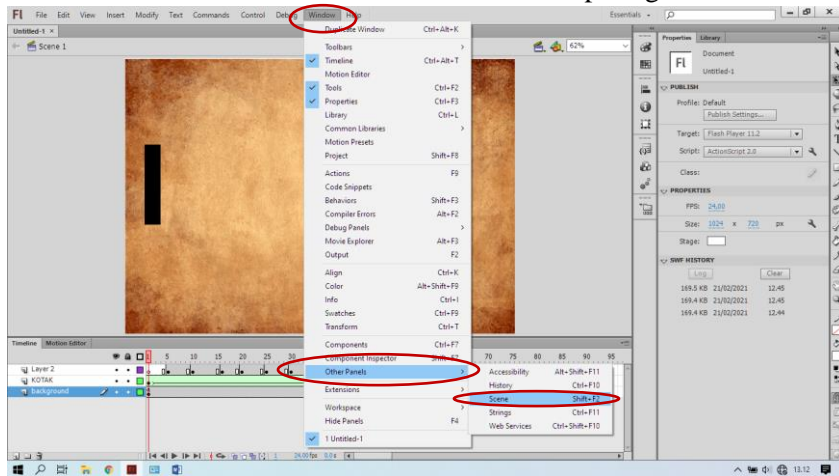 Fl File Edit View Insert Modify Text Commands Control Debug Window Help Essentials
Untitled-1 ×
Scene 1 62%
Duplicate Window Ctrl+Alt+K
Toolbars
Timeline Ctrl+Alt+T
Motion Editor
Tools Ctrl+F2
Properties Ctrl+F3
Library Ctrl+L
Common Libraries
Motion Presets
Project Shift+F8
Actions F9
Code Snippets
Behaviors Shift+F3
Compiler Errors Alt+F2
Debug Panels
Movie Explorer Alt+F3
Output F2
Align Ctrl+K
Color Alt+Shift+F9
Info Ctrl+I
Swatches Ctrl+F9
Transform Ctrl+T
Components Ctrl+F7
Component Inspector Shift+F7
Other Panels
Extensions
Workspace
Hide Panels F4
1 Untitled-1
Accessibility Alt+Shift+F11
History Ctrl+F10
Scene Shift+F2
Strings Ctrl+F11
Web Services Ctrl+Shift+F10
Properties Library
Fl Document
Untitled-1
PUBLISH
Profile: Default
Publish Settings...
Target: Flash Player 11.2
Script: ActionScript 2.0
Class:
PROPERTIES
FPS: 24,00
Size: 1024 x 720 px
Stage:
SWF HISTORY
Log Clear
169.5 KB 21/02/2021 12.45
169.4 KB 21/02/2021 12.45
169.4 KB 21/02/2021 12.44
Timeline Motion Editor
5 10 15 20 25 30 70 75 80 85 90 95
Layer 2
KOTAK
background
24.00 fps 0.0 s
13.12